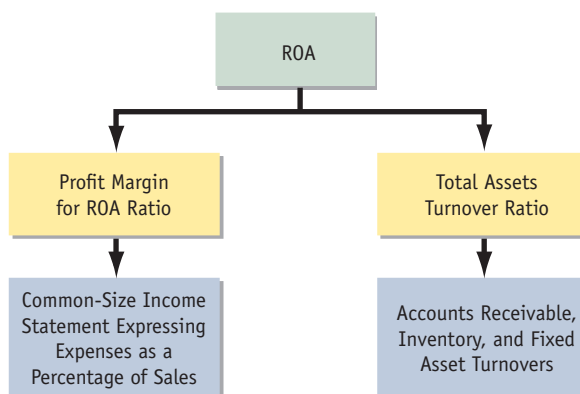 ROA
Profit Margin
for ROA Ratio
Total Assets
Turnover Ratio
Common-Size Income
Statement Expressing
Expenses as a
Percentage of Sales
Accounts Receivable,
Inventory, and Fixed
Asset Turnovers